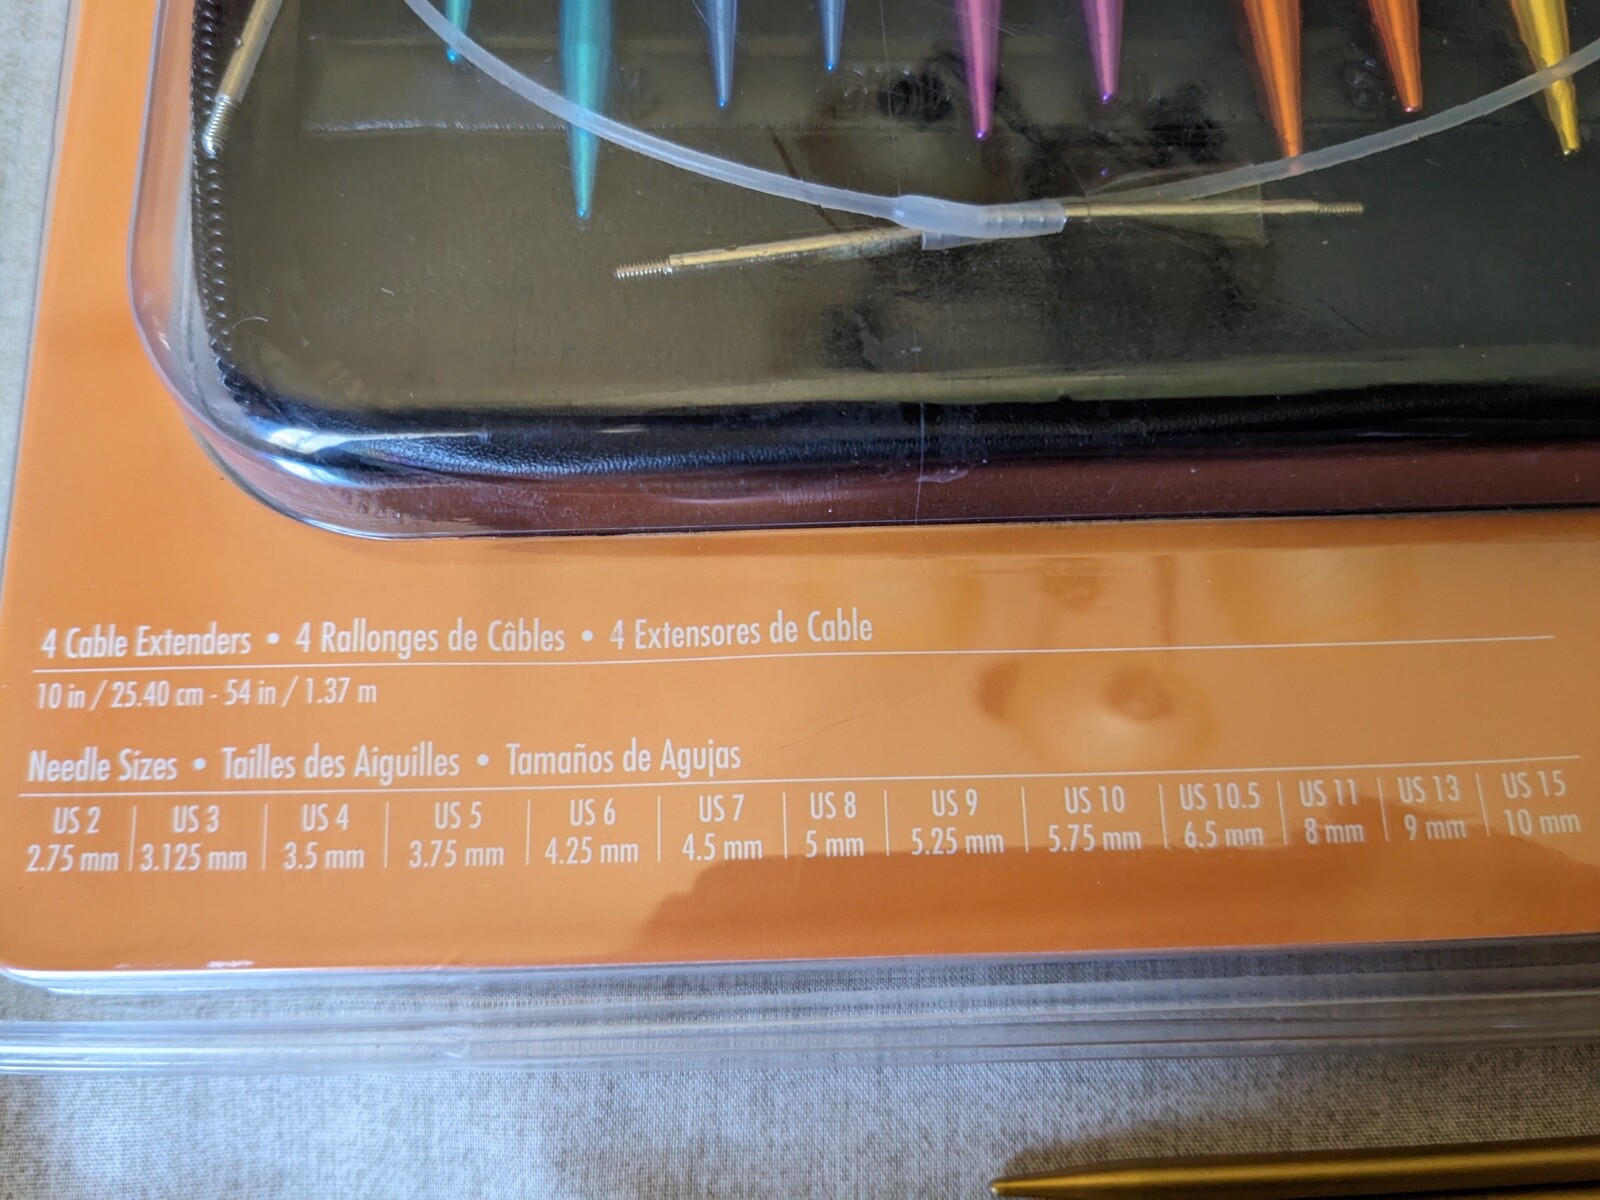 4 Cable Extenders • 4 Rallonges de Câbles • 4 Extensores de Cable
10 in / 25.40 cm - 54 in / 1.37 m
Needle Sizes • Tailles des Aiguilles • Tamaños de Agujas
US 2 US 3 US 4 US 5 US 6 US 7 US 8 US 9 US 10 US 10.5 US 11 US 13 US 15
2.75 mm 3.125 mm 3.5 mm 3.75 mm 4.25 mm 4.5 mm 5 mm 5.25 mm 5.75 mm 6.5 mm 8 mm 9 mm 10 mm